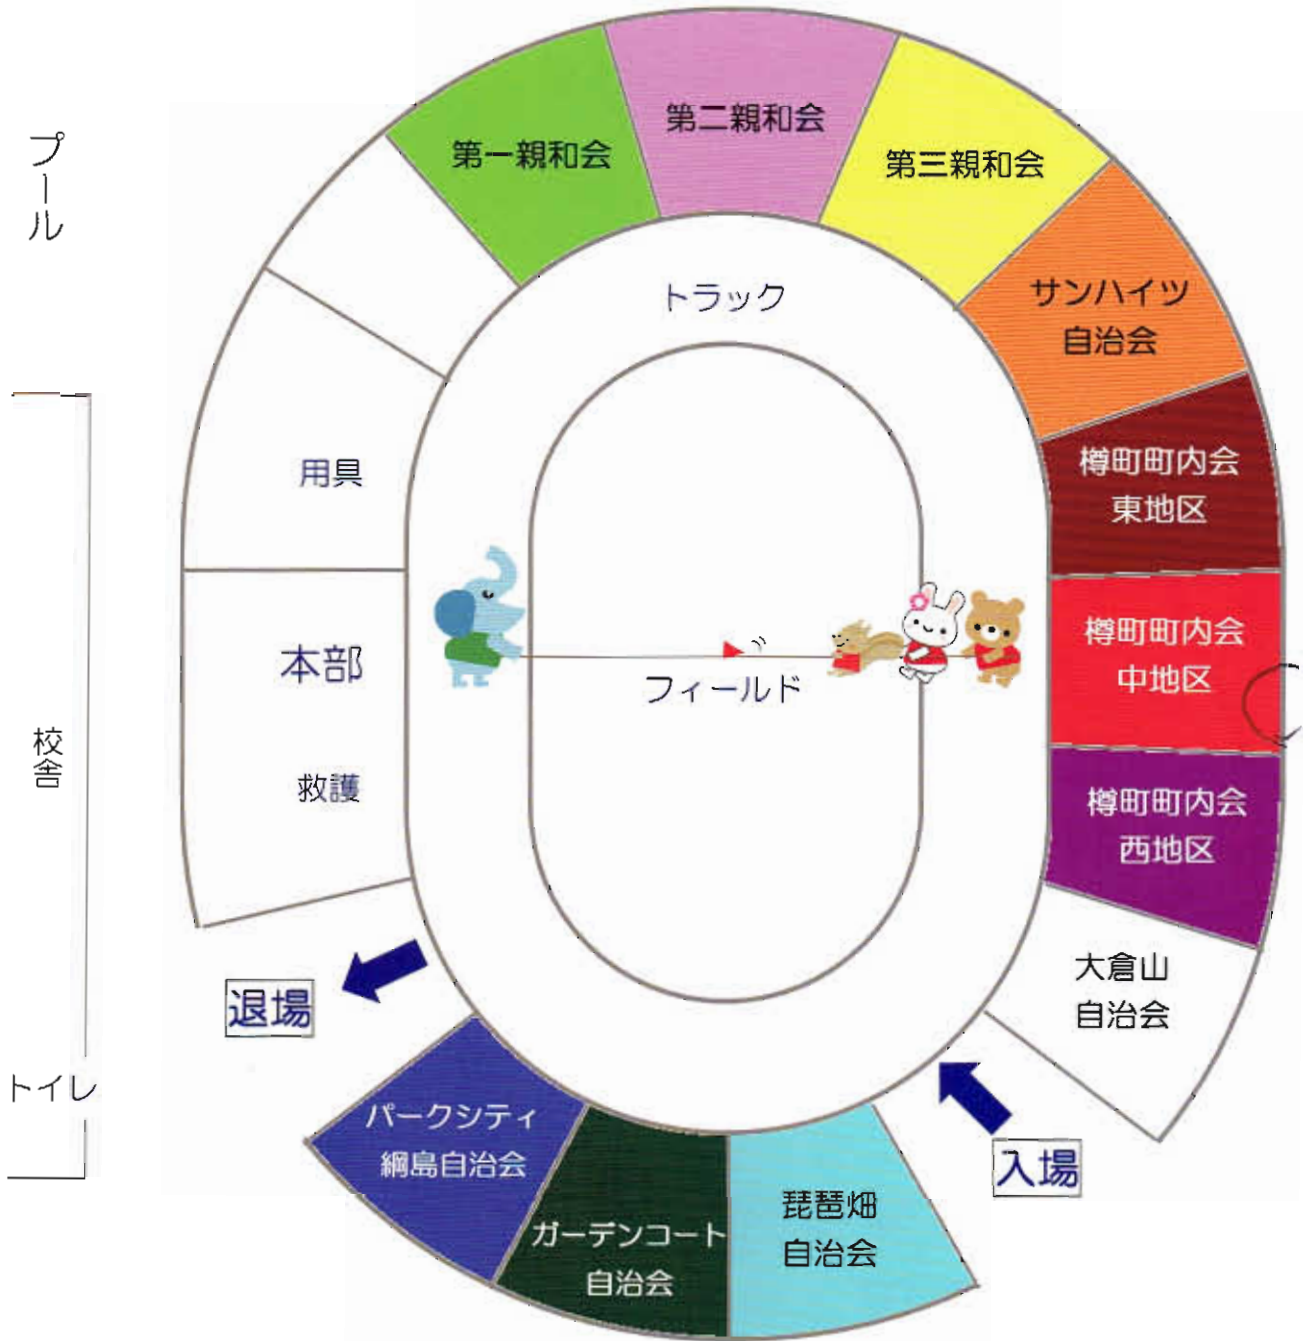 プール
第一親和会
第二親和会
第三親和会
サンハイツ
自治会
トラック
用具
樽町町内会
東地区
本部
フィールド
樽町町内会
中地区
校舎
救護
樽町町内会
西地区
大倉山
自治会
退場
トイレ
パークシティ
綱島自治会
ガーデンコート
自治会
琵琶畑
自治会
入場